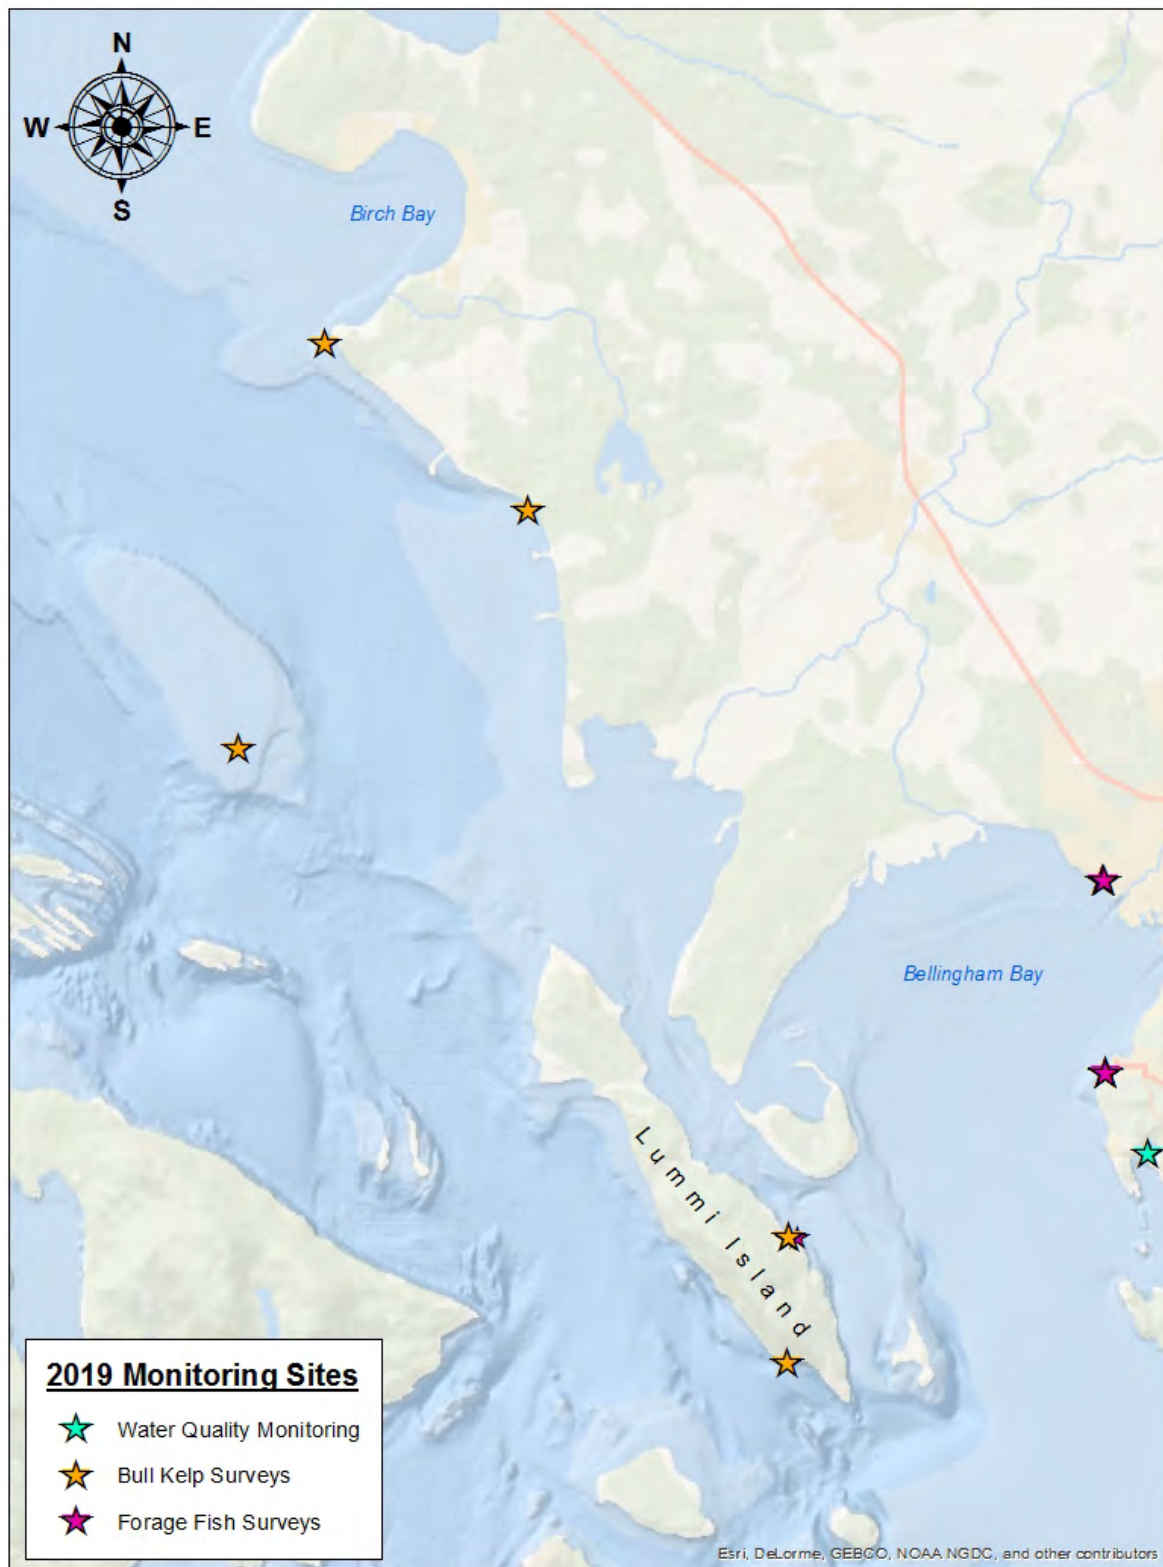 N
W E
S
Birch Bay
Bellingham Bay
Lummi Island
2019 Monitoring Sites
Water Quality Monitoring
Bull Kelp Surveys
Forage Fish Surveys
Esri, DeLorme, GEBCO, NOAA NGDC, and other contributors